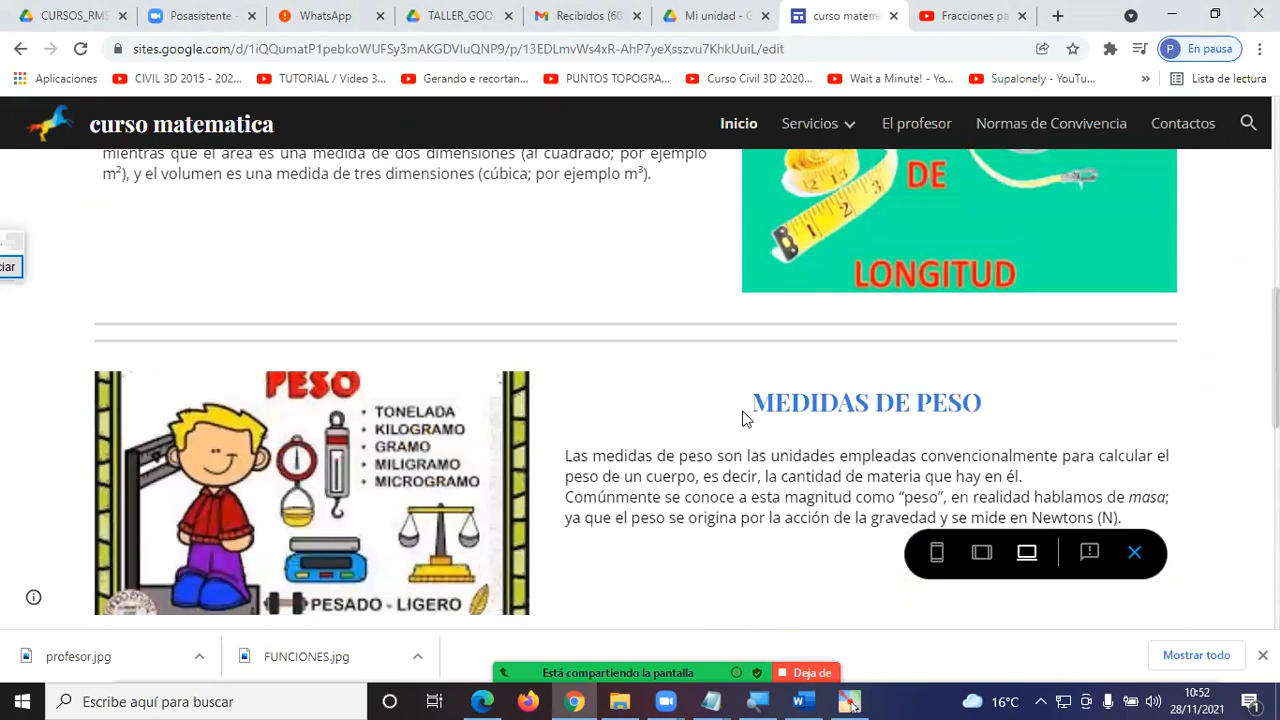 CURSOS_EMS
Posasistente
WhatsApp
TALLER_GOO
Recibidos (60
Mi unidad - G
curso matem
Fracciones pa
sites.google.com/d/1iQQumatP1pebkoWUFSy3mAKGDVIuQNP9/p/13EDLmvWs4xR-AhP7yeXsszvu7KhkUuiL/edit
P En pausa
Aplicaciones
CIVIL 3D 2015 - 202...
TUTORIAL / Video 3...
Gerando e recortan...
PUNTOS TOPOGRA...
Curso Civil 3D 2020...
Wait a Minute! - Yo...
Supalonely - YouTu...
»
Lista de lectura
curso matematica
Inicio
Servicios
El profesor
Normas de Convivencia
Contactos
mientras que el área es una medida de dos dimensiones (al cuadrado; por ejemplo
m²), y el volumen es una medida de tres dimensiones (cúbica; por ejemplo m³).
DE
LONGITUD
ciar
PESO
• TONELADA
• KILOGRAMO
• GRAMO
• MILIGRAMO
• MICROGRAMO
PESADO - LIGERO
MEDIDAS DE PESO
Las medidas de peso son las unidades empleadas convencionalmente para calcular el
peso de un cuerpo, es decir, la cantidad de materia que hay en él.
Comúnmente se conoce a esta magnitud como “peso”, en realidad hablamos de masa;
ya que el peso se origina por la acción de la gravedad y se mide en Newtons (N).
profesor.jpg
FUNCIONES.jpg
Mostrar todo
Está compartiendo la pantalla
Deja de
Escribe aquí para buscar
16°C
10:52
28/11/2021
1